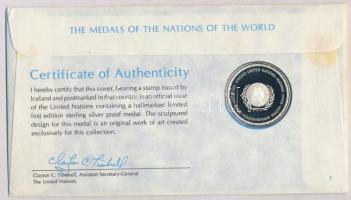 THE MEDALS OF THE NATIONS OF THE WORLD
Certificate of Authenticity
I hereby certify that this cover, bearing a stamp issued by
Iceland and postmarked in that country, is an official issue
of the United Nations containing a hallmarked limited
first edition sterling silver proof medal. The sculptured
design for this medal is an original work of art created
exclusively for this collection.
Clayton C. Timbrell, Assistant Secretary-General
The United Nations